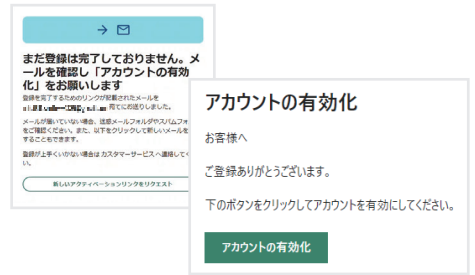 まだ登録は完了しておりません。メ
ールを確認し「アカウントの有効
化」をお願いします
登録を完了するためのリンクが記載されたメールを
宛てにお送りしました。
メールが届いていない場合、迷惑メールフォルダやスパムフォ
をご確認ください。また、以下をクリックして新しいメールを
することもできます。
登録が上手くいかない場合は カスタマーサービス へ連絡してく
い。
新しいアクティベーションリンクをリクエスト
アカウントの有効化
お客様へ
ご登録ありがとうございます。
下のボタンをクリックしてアカウントを有効にしてください。
アカウントの有効化